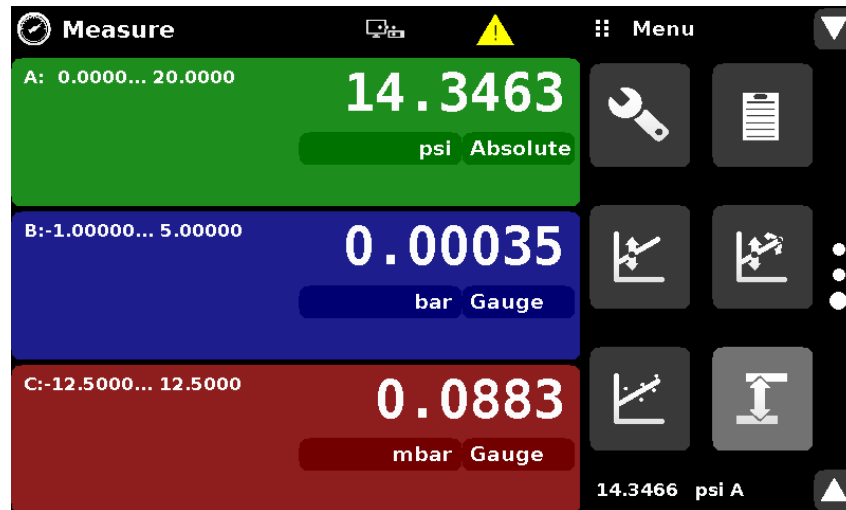 Measure
Menu
A: 0.0000... 20.0000
14.3463
psi Absolute
B:-1.00000... 5.00000
0.00035
bar Gauge
C:-12.5000... 12.5000
0.0883
mbar Gauge
14.3466 psi A